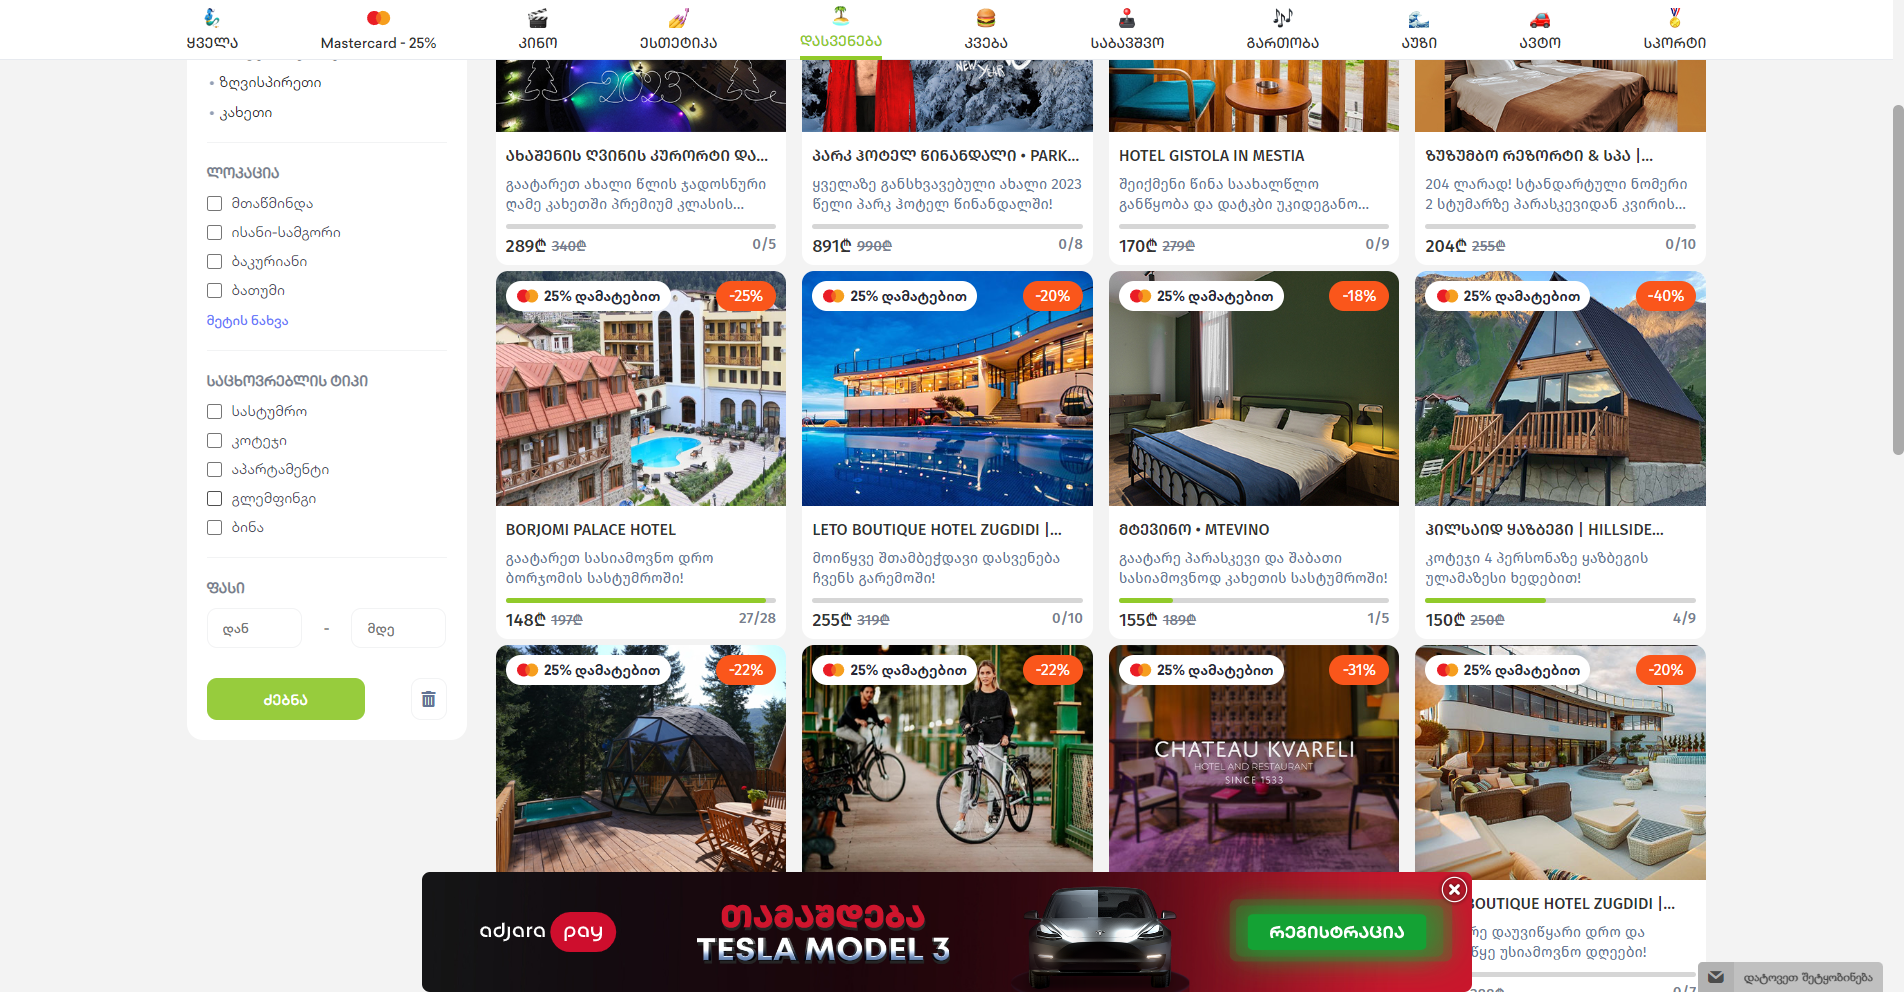 ყველა
Mastercard - 25%
კინო
ესთეტიკა
დასვენება
კვება
საბავშვო
გართობა
აუზი
ავტო
სპორტი
• ზღვისპირეთი
• კახეთი
ლოკაცია
მთაწმინდა
ისანი-სამგორი
ბაკურიანი
ბათუმი
მეტის ნახვა
საცხოვრებლის ტიპი
სასტუმრო
კოტეჯი
აპარტამენტი
გლემფინგი
ბინა
ფასი
დან
-
მდე
ძებნა
2023
NEW YEAR
ახაშენის ღვინის კურორტი და...
გაატარეთ ახალი წლის ჯადოსნური
ღამე კახეთში პრემიუმ კლასის...
289₾ 340₾ 0/5
პარკ ჰოტელ წინანდალი • PARK...
ყველაზე განსხვავებული ახალი 2023
წელი პარკ ჰოტელ წინანდალში!
891₾ 990₾ 0/8
HOTEL GISTOLA IN MESTIA
შეიქმენი წინა საახალწლო
განწყობა და დატკბი უკიდეგანო...
170₾ 279₾ 0/9
ზუზუმბო რეზორტი & სპა |...
204 ლარად! სტანდარტული ნომერი
2 სტუმარზე პარასკევიდან კვირის...
204₾ 255₾ 0/10
25% დამატებით -25%
BORJOMI PALACE HOTEL
გაატარეთ სასიამოვნო დრო
ბორჯომის სასტუმროში!
148₾ 197₾ 27/28
25% დამატებით -20%
LETO BOUTIQUE HOTEL ZUGDIDI |...
მოიწყვე შთამბეჭდავი დასვენება
ჩვენს გარემოში!
255₾ 319₾ 0/10
25% დამატებით -18%
მტევინო • MTEVINO
გაატარე პარასკევი და შაბათი
სასიამოვნოდ კახეთის სასტუმროში!
155₾ 189₾ 1/5
25% დამატებით -40%
ჰილსაიდ ყაზბეგი | HILLSIDE...
კოტეჯი 4 პერსონაზე ყაზბეგის
ულამაზესი ხედებით!
150₾ 250₾ 4/9
25% დამატებით -22%
25% დამატებით -22%
25% დამატებით -31%
CHATEAU KVARELI
HOTEL AND RESTAURANT
SINCE 1533
25% დამატებით -20%
BOUTIQUE HOTEL ZUGDIDI |...
რე დაუვიწყარი დრო და
წყე უსიამოვნო დღეები!
0/7
adjara pay
თამაშდება
TESLA MODEL 3
რეგისტრაცია
დატოვეთ შეტყობინება